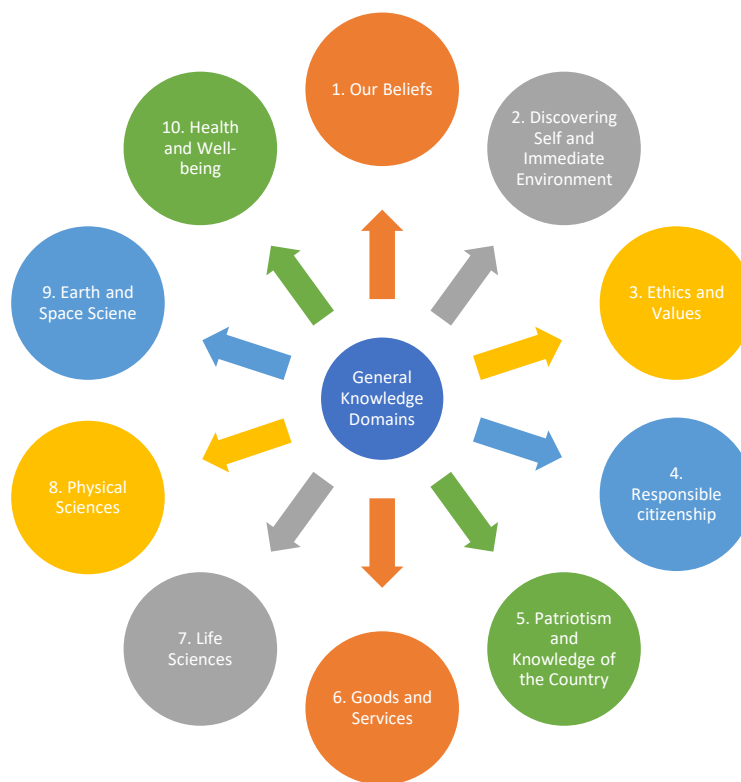 1. Our Beliefs
2. Discovering
Self and
Immediate
Environment
3. Ethics and
Values
4.
Responsible
citizenship
5. Patriotism
and
Knowledge of
the Country
6. Goods and
Services
7. Life
Sciences
8. Physical
Sciences
9. Earth and
Space Sciene
10. Health
and Well-
being
General
Knowledge
Domains